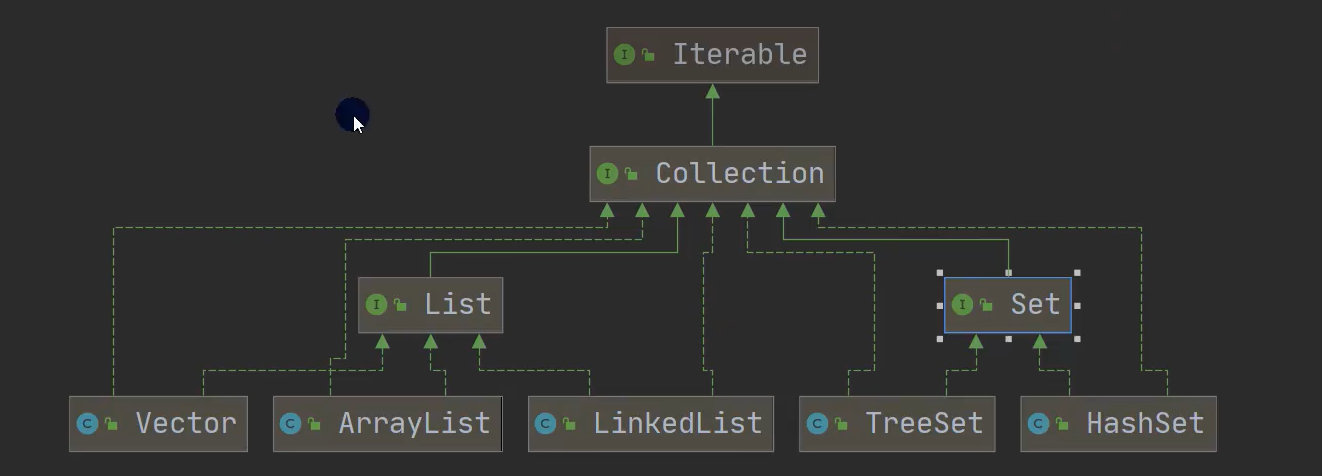 I Iterable
I Collection
I List
I Set
C Vector
C ArrayList
C LinkedList
C TreeSet
C HashSet